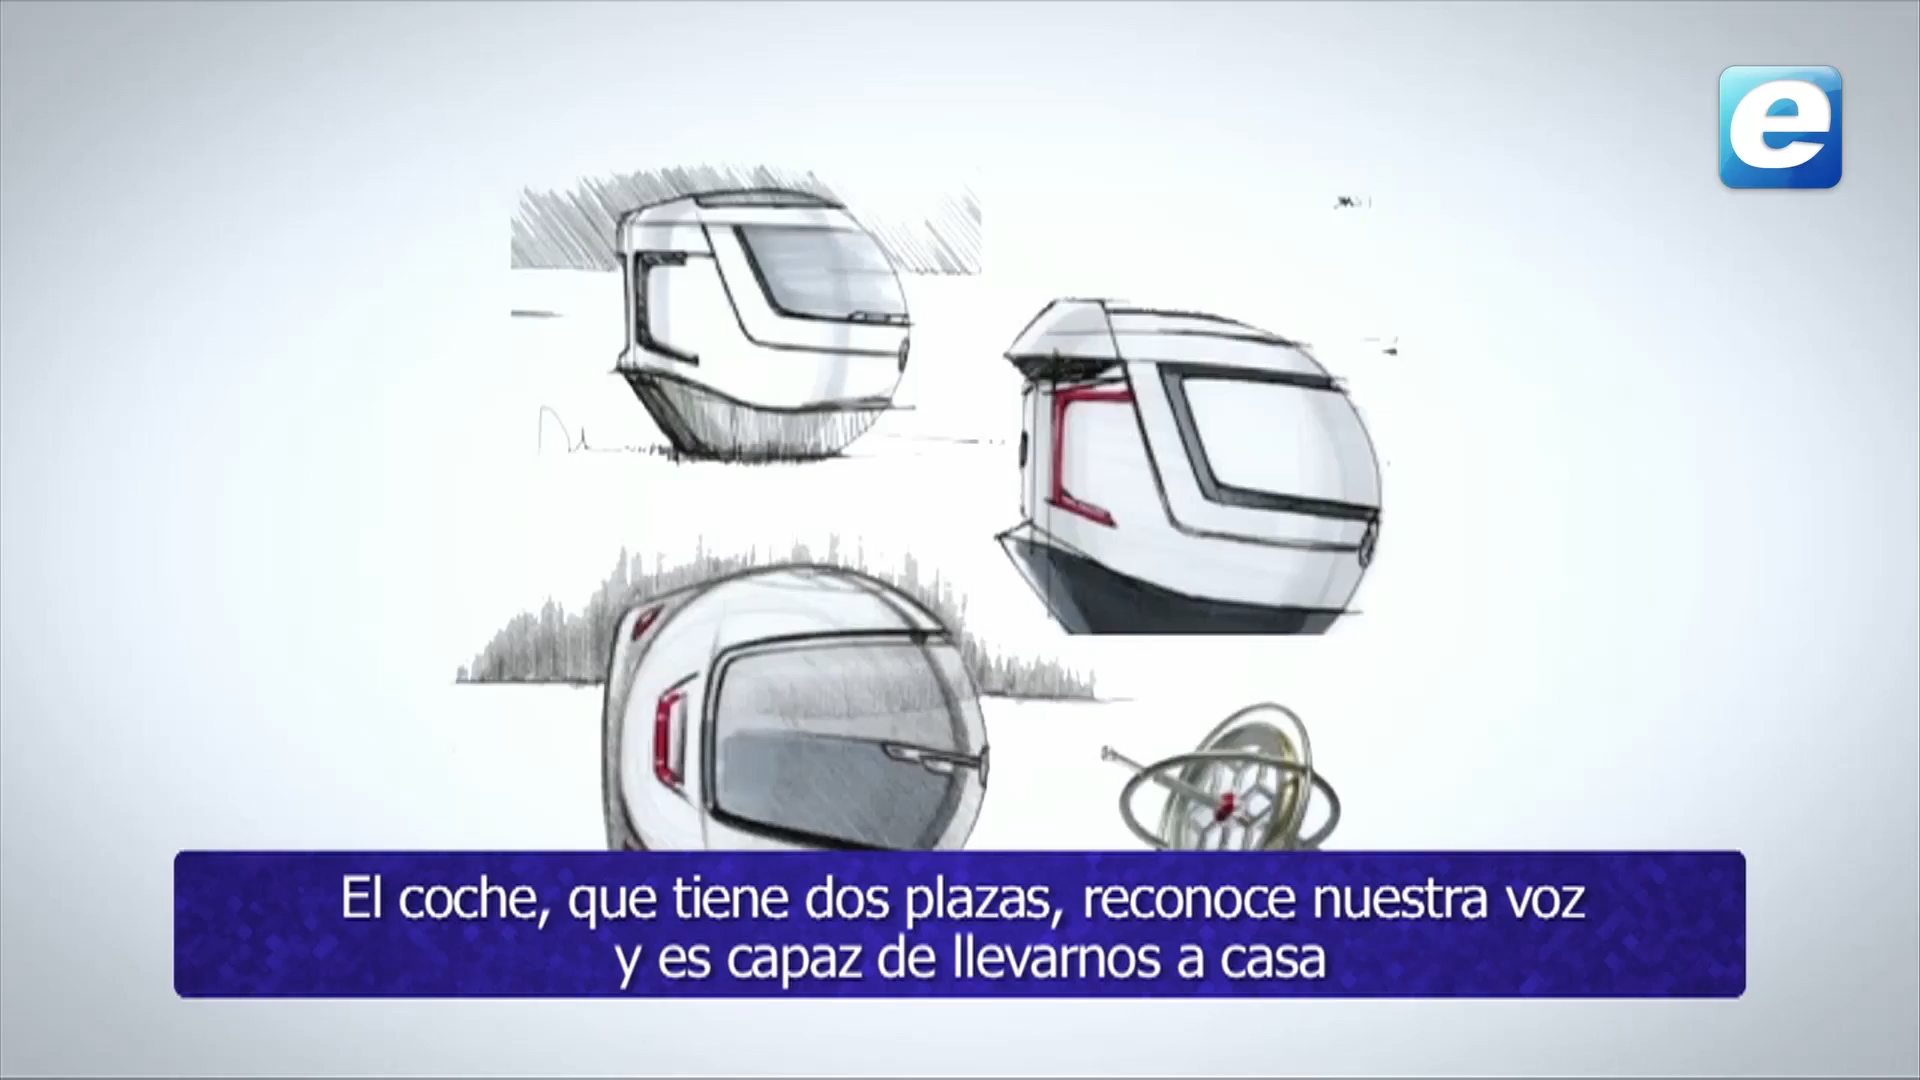 e
El coche, que tiene dos plazas, reconoce nuestra voz
y es capaz de llevarnos a casa